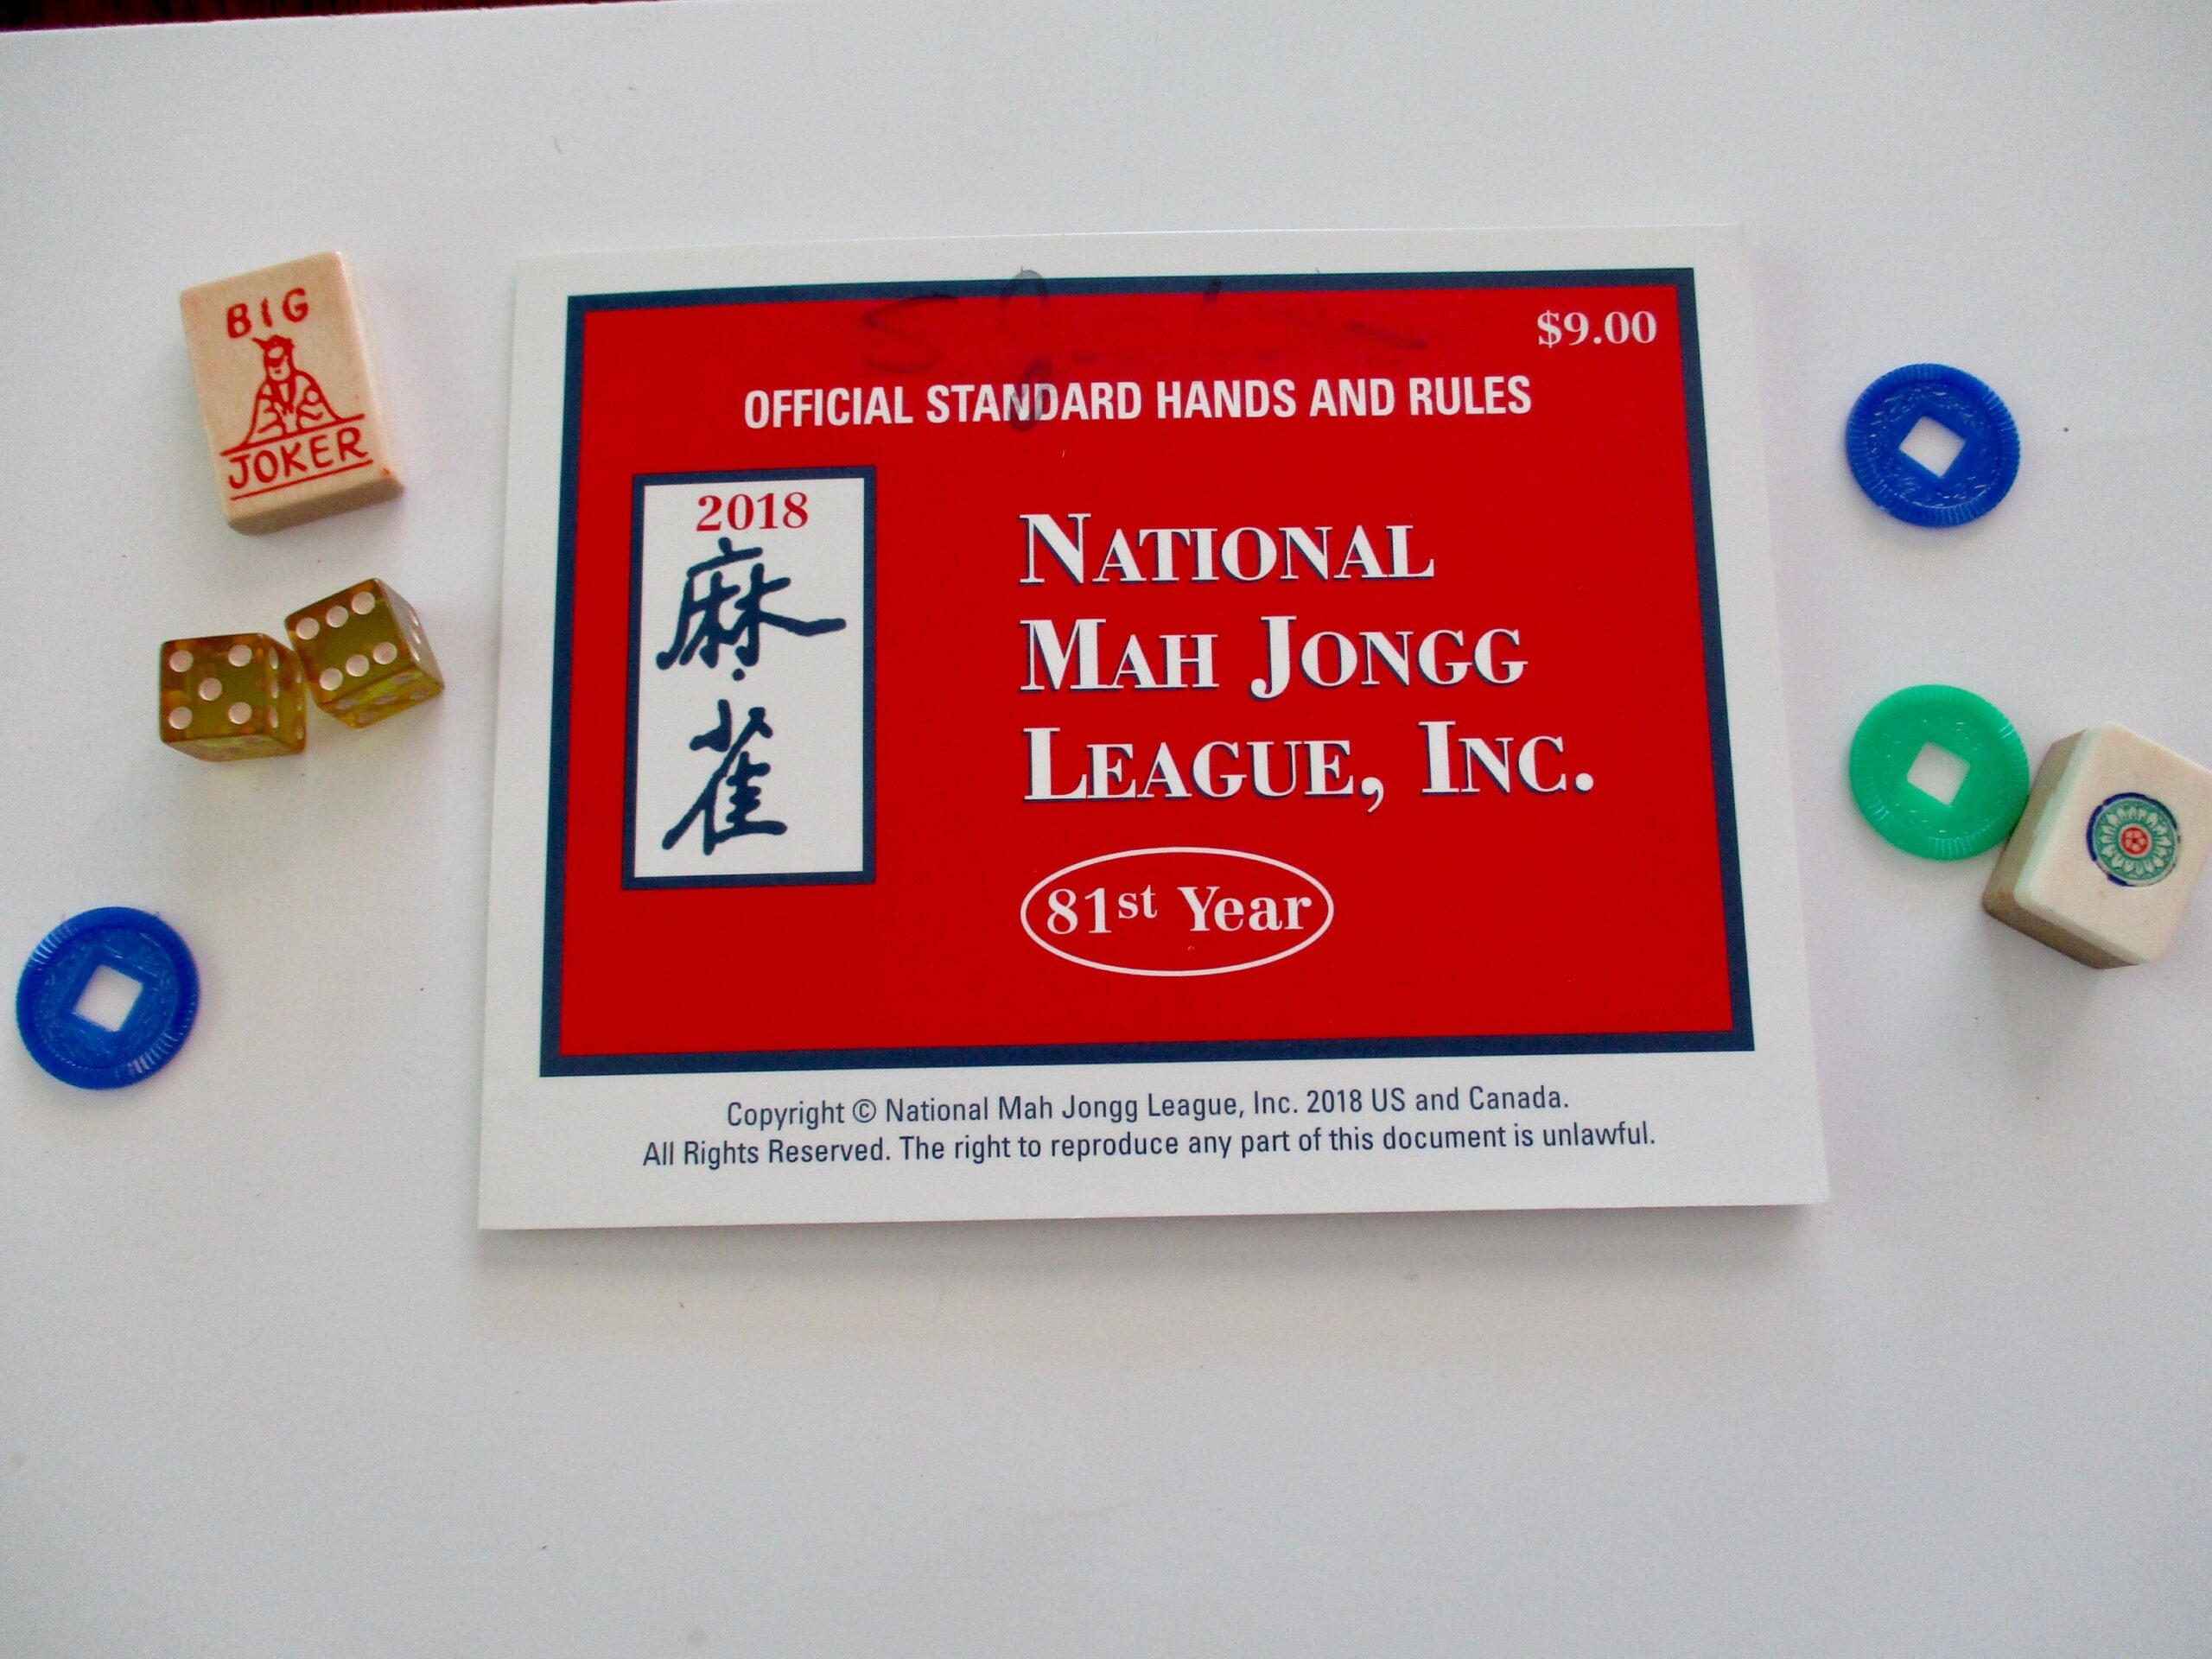 BIG
JOKER
$9.00
OFFICIAL STANDARD HANDS AND RULES
2018
麻
雀
NATIONAL
MAH JONGG
LEAGUE, INC.
81st Year
Copyright © National Mah Jongg League, Inc. 2018 US and Canada.
All Rights Reserved. The right to reproduce any part of this document is unlawful.